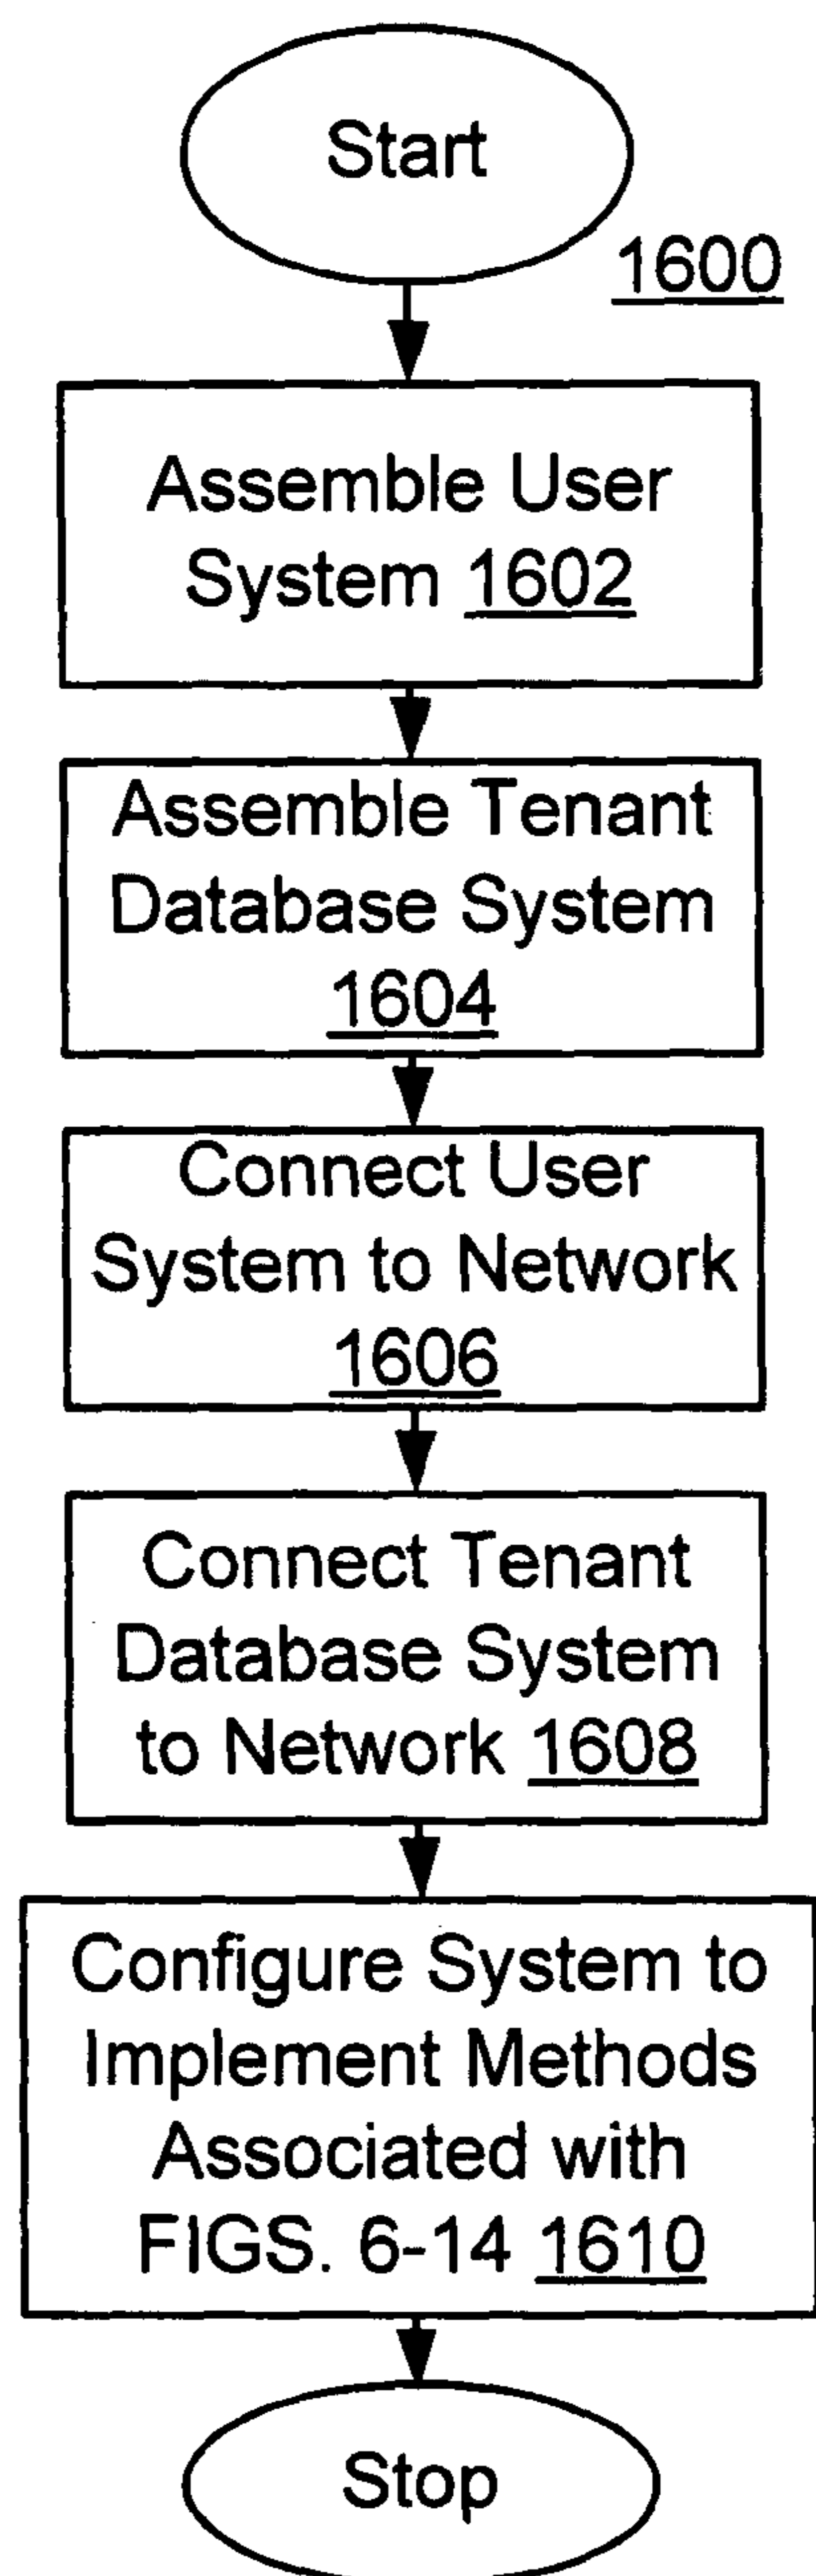 Start
1600
Assemble User
System 1602
Assemble Tenant
Database System
1604
Connect User
System to Network
1606
Connect Tenant
Database System
to Network 1608
Configure System to
Implement Methods
Associated with
FIGS. 6-14 1610
Stop